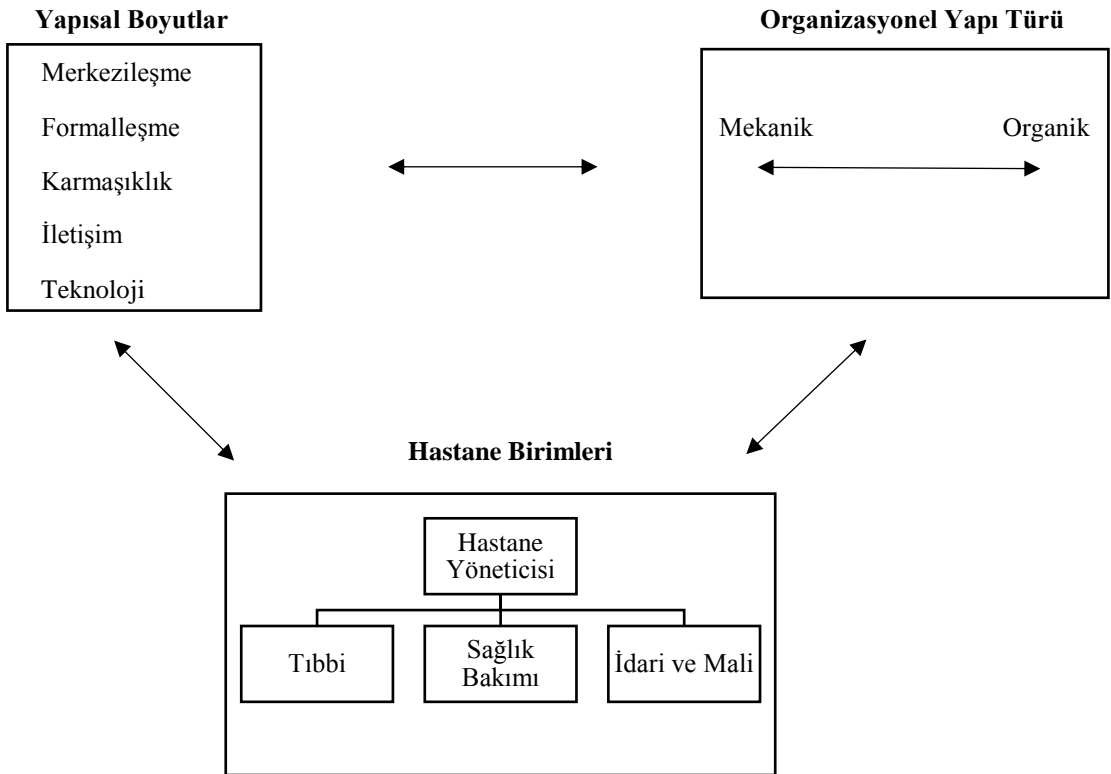 Yapısal Boyutlar
Merkezileşme
Formalleşme
Karmaşıklık
İletişim
Teknoloji
Organizasyonel Yapı Türü
Mekanik
Organik
Hastane Birimleri
Hastane
Yöneticisi
Tıbbi
Sağlık
Bakımı
İdari ve Mali